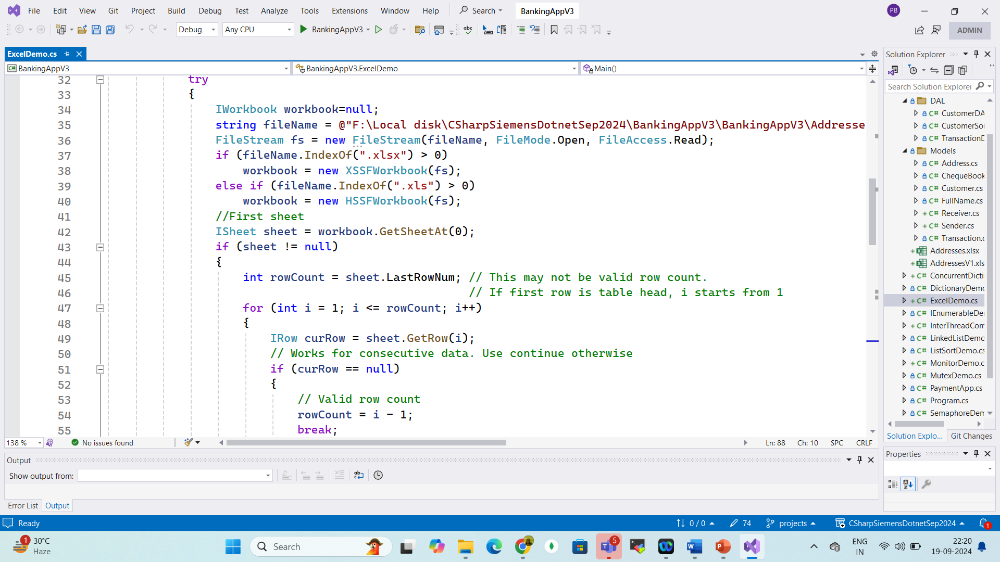 File Edit View Git Project Build Debug Test Analyze Tools Extensions Window Help Search BankingAppV3 PB
Debug Any CPU BankingAppV3 ADMIN
ExcelDemo.cs
BankingAppV3 BankingAppV3.ExcelDemo Main()
32 try
33 {
34 IWorkbook workbook=null;
35 string fileName = @"F:\Local disk\CSharpSiemensDotnetSep2024\BankingAppV3\BankingAppV3\Addresse
36 FileStream fs = new FileStream(fileName, FileMode.Open, FileAccess.Read);
37 if (fileName.IndexOf(".xlsx") > 0)
38 workbook = new XSSFWorkbook(fs);
39 else if (fileName.IndexOf(".xls") > 0)
40 workbook = new HSSFWorkbook(fs);
41 //First sheet
42 ISheet sheet = workbook.GetSheetAt(0);
43 if (sheet != null)
44 {
45 int rowCount = sheet.LastRowNum; // This may not be valid row count.
46 // If first row is table head, i starts from 1
47 for (int i = 1; i <= rowCount; i++)
48 {
49 IRow curRow = sheet.GetRow(i);
50 // Works for consecutive data. Use continue otherwise
51 if (curRow == null)
52 {
53 // Valid row count
54 rowCount = i - 1;
55 break;
138 % No issues found Ln: 88 Ch: 10 SPC CRLF
Output
Show output from:
Error List Output
Solution Explorer
Search Solution Explorer
DAL
C# CustomerDA
C# CustomerSor
C# TransactionD
Models
C# Address.cs
C# ChequeBook
C# Customer.cs
C# FullName.cs
C# Receiver.cs
C# Sender.cs
C# Transaction.c
Addresses.xlsx
AddressesV1.xls
C# ConcurrentDicti
C# DictionaryDemo
C# ExcelDemo.cs
C# IEnumerableDer
C# InterThreadCom
C# LinkedListDemo
C# ListSortDemo.cs
C# MonitorDemo.c
C# MutexDemo.cs
C# PaymentApp.cs
C# Program.cs
C# SemaphoreDem
Solution Explo... Git Changes
Properties
Ready 0 / 0 74 projects CSharpSiemensDotnetSep2024 1
1 30°C
Haze
Search
5
ENG
IN
22:20
19-09-2024